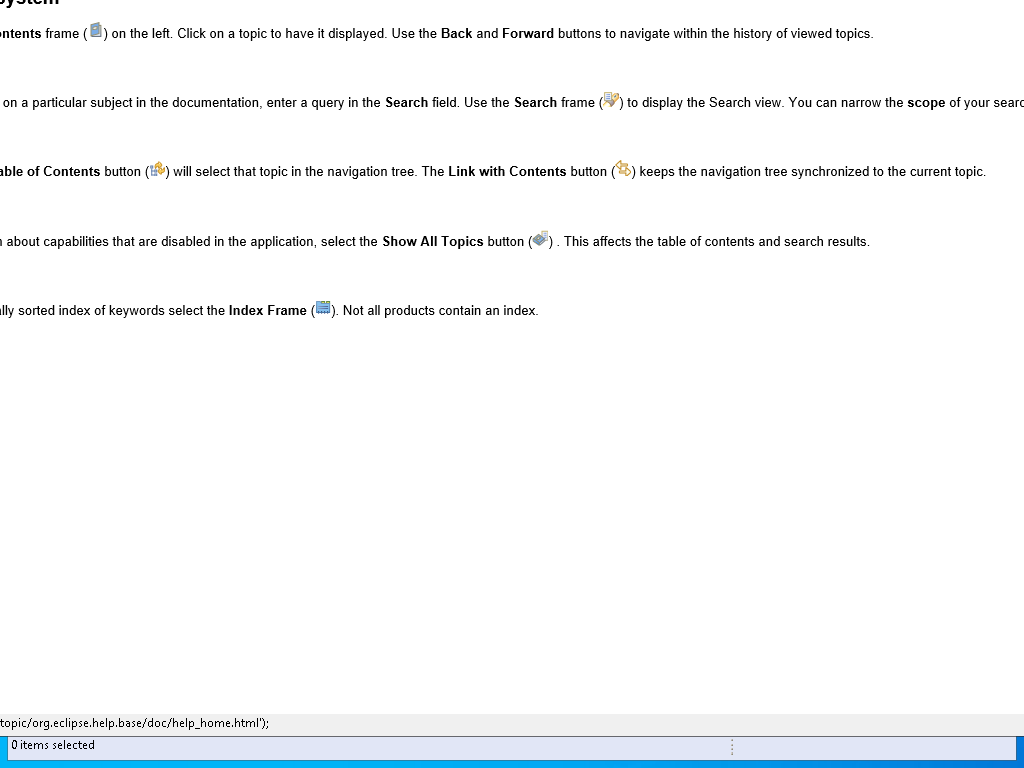 ontents frame ( ) on the left. Click on a topic to have it displayed. Use the Back and Forward buttons to navigate within the history of viewed topics.
on a particular subject in the documentation, enter a query in the Search field. Use the Search frame ( ) to display the Search view. You can narrow the scope of your searc
able of Contents button ( ) will select that topic in the navigation tree. The Link with Contents button ( ) keeps the navigation tree synchronized to the current topic.
about capabilities that are disabled in the application, select the Show All Topics button ( ) . This affects the table of contents and search results.
lly sorted index of keywords select the Index Frame ( ). Not all products contain an index.
topic/org.eclipse.help.base/doc/help_home.html');
0 items selected